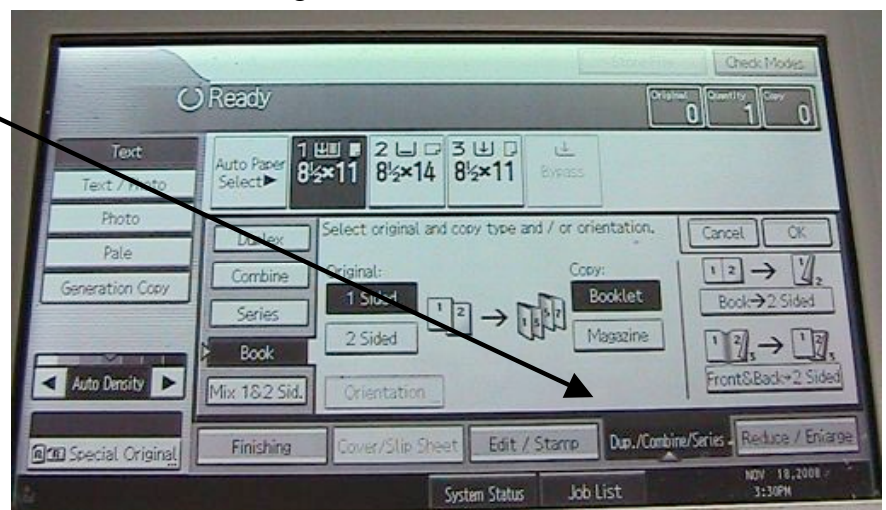 Check Modes
Ready
Original Quantity Copy
0 1 0
Text
Text / Photo
Photo
Pale
Generation Copy
Auto Density
Special Original
Auto Paper Select▶
1 8½×11
2 8½×14
3 8½×11
Bypass
Duplex
Combine
Series
Book
Mix 1&2 Sid.
Select original and copy type and / or orientation.
Original:
1 Sided
2 Sided
Orientation
Copy:
Booklet
Magazine
Cancel OK
Book→2 Sided
Front&Back→2 Sided
Finishing
Cover/Slip Sheet
Edit / Stamp
Dup./Combine/Series
Reduce / Enlarge
System Status
Job List
NOV 18,2008
3:30PM